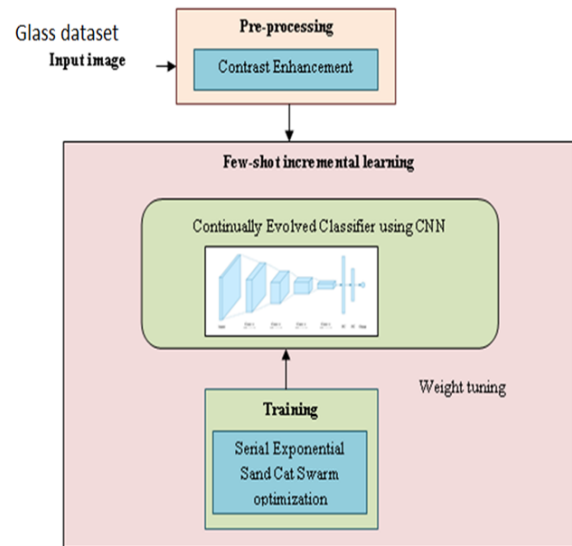 Glass dataset
Input image
Pre-processing
Contrast Enhancement
Few-shot incremental learning
Continually Evolved Classifier using CNN
Weight tuning
Training
Serial Exponential
Sand Cat Swarm
optimization